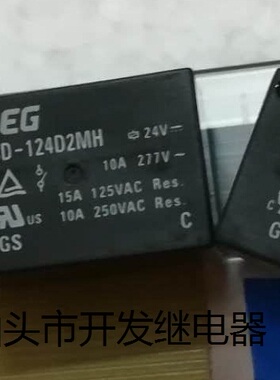 EG
D-124D2MH
24V
10A 277V~
15A 125VAC Res.
10A 250VAC Res.
US
GS
C
C
G
头市开发继电器